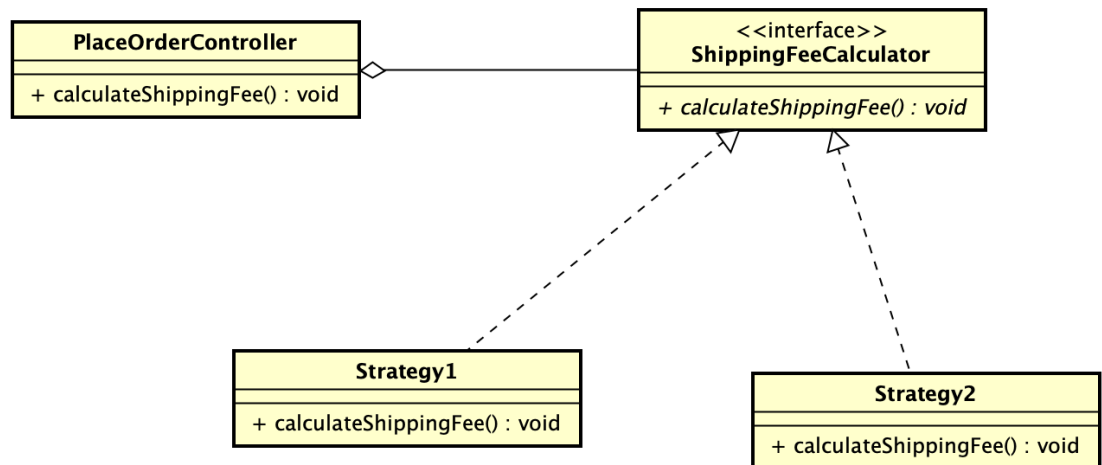 PlaceOrderController
+ calculateShippingFee() : void
<<interface>>
ShippingFeeCalculator
+ calculateShippingFee() : void
Strategy1
+ calculateShippingFee() : void
Strategy2
+ calculateShippingFee() : void